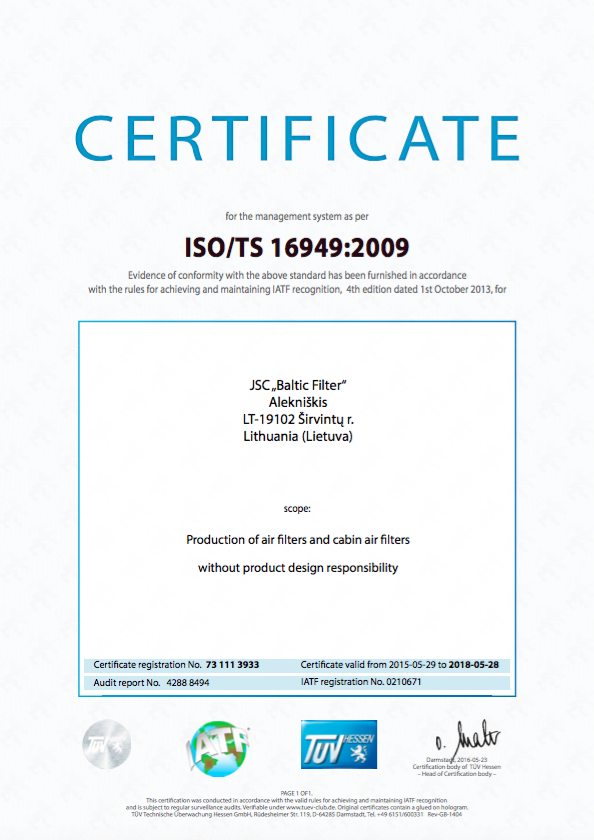 CERTIFICATE
for the management system as per
ISO/TS 16949:2009
Evidence of conformity with the above standard has been furnished in accordance
with the rules for achieving and maintaining IATF recognition, 4th edition dated 1st October 2013, for
JSC „Baltic Filter“
Alekniškis
LT-19102 Širvintų r.
Lithuania (Lietuva)
scope:
Production of air filters and cabin air filters
without product design responsibility
Certificate registration No. 73 111 3933 Certificate valid from 2015-05-29 to 2018-05-28
Audit report No. 4288 8494 IATF registration No. 0210671
TÜV
IATF
TÜV HESSEN
Darmstadt, 2016-05-23
Certification body of TÜV Hessen
– Head of Certification body –
PAGE 1 OF1.
This certification was conducted in accordance with the valid rules for achieving and maintaining IATF recognition
and is subject to regular surveillance audits. Verifiable under www.tuev-club.de. Original certificates contain a glued on hologram.
TÜV Technische Überwachung Hessen GmbH, Rüdesheimer Str. 119, D-64285 Darmstadt, Tel. +49 6151/600331 Rev-GB-1404